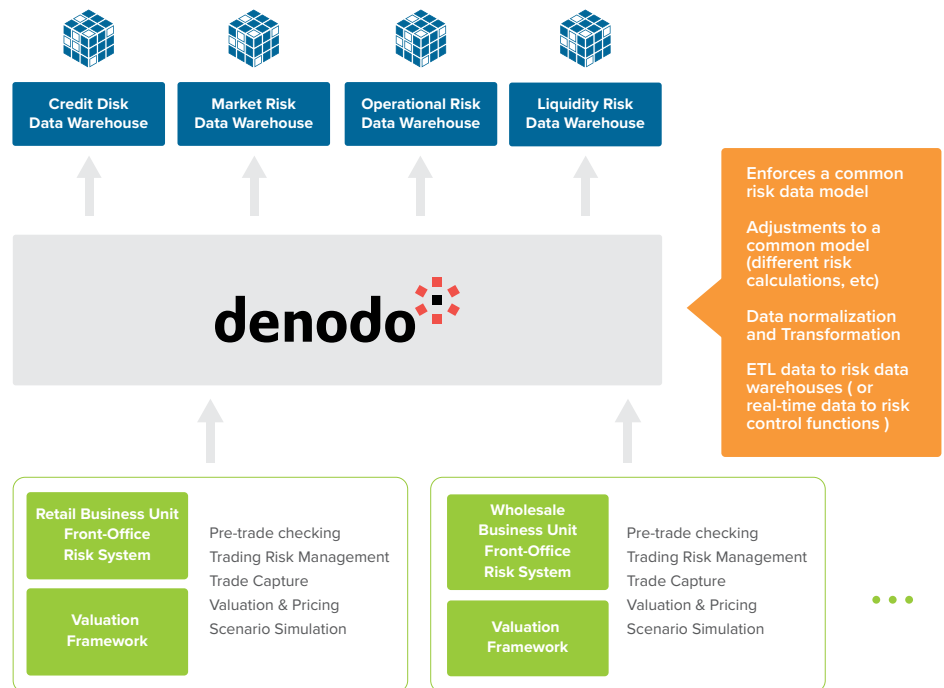 Credit Disk
Data Warehouse
Market Risk
Data Warehouse
Operational Risk
Data Warehouse
Liquidity Risk
Data Warehouse
Enforces a common
risk data model
Adjustments to a
common model
(different risk
calculations, etc)
Data normalization
and Transformation
ETL data to risk data
warehouses ( or
real-time data to risk
control functions )
denodo
Retail Business Unit
Front-Office
Risk System
Valuation
Framework
Pre-trade checking
Trading Risk Management
Trade Capture
Valuation & Pricing
Scenario Simulation
Wholesale
Business Unit
Front-Office
Risk System
Valuation
Framework
Pre-trade checking
Trading Risk Management
Trade Capture
Valuation & Pricing
Scenario Simulation